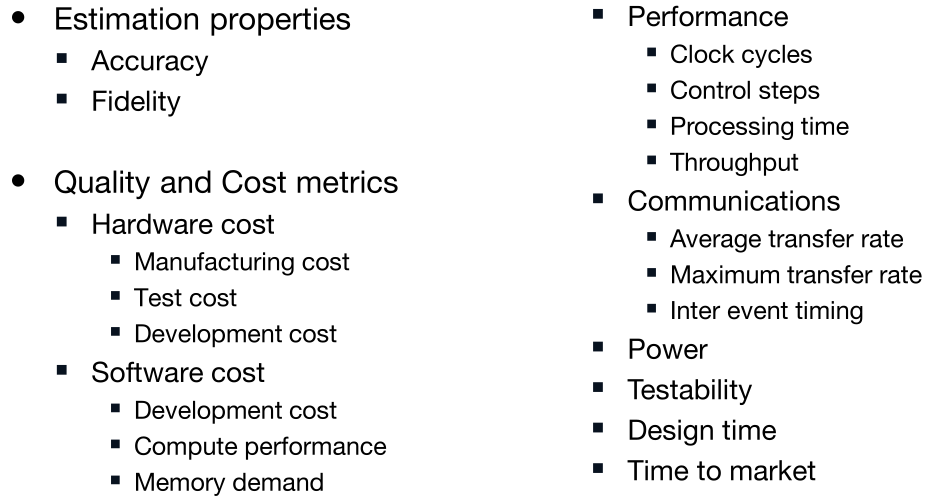 • Estimation properties
▪ Accuracy
▪ Fidelity
• Quality and Cost metrics
▪ Hardware cost
▪ Manufacturing cost
▪ Test cost
▪ Development cost
▪ Software cost
▪ Development cost
▪ Compute performance
▪ Memory demand
▪ Performance
▪ Clock cycles
▪ Control steps
▪ Processing time
▪ Throughput
▪ Communications
▪ Average transfer rate
▪ Maximum transfer rate
▪ Inter event timing
▪ Power
▪ Testability
▪ Design time
▪ Time to market